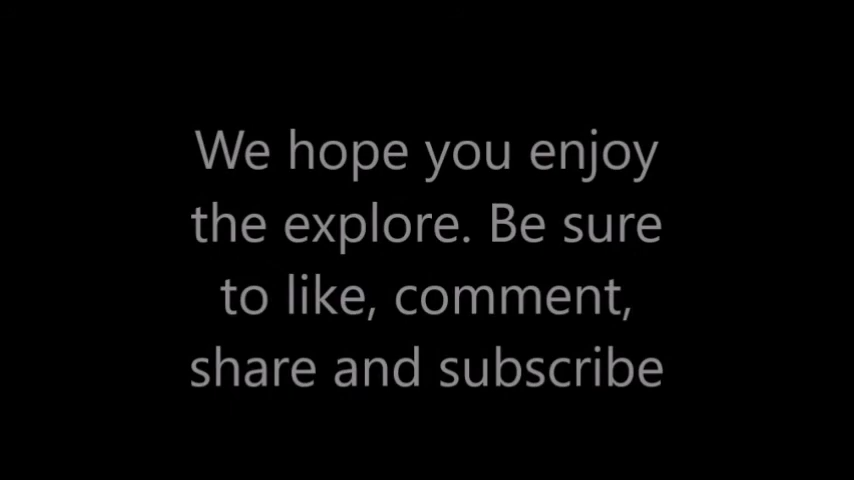 We hope you enjoy
the explore. Be sure
to like, comment,
share and subscribe